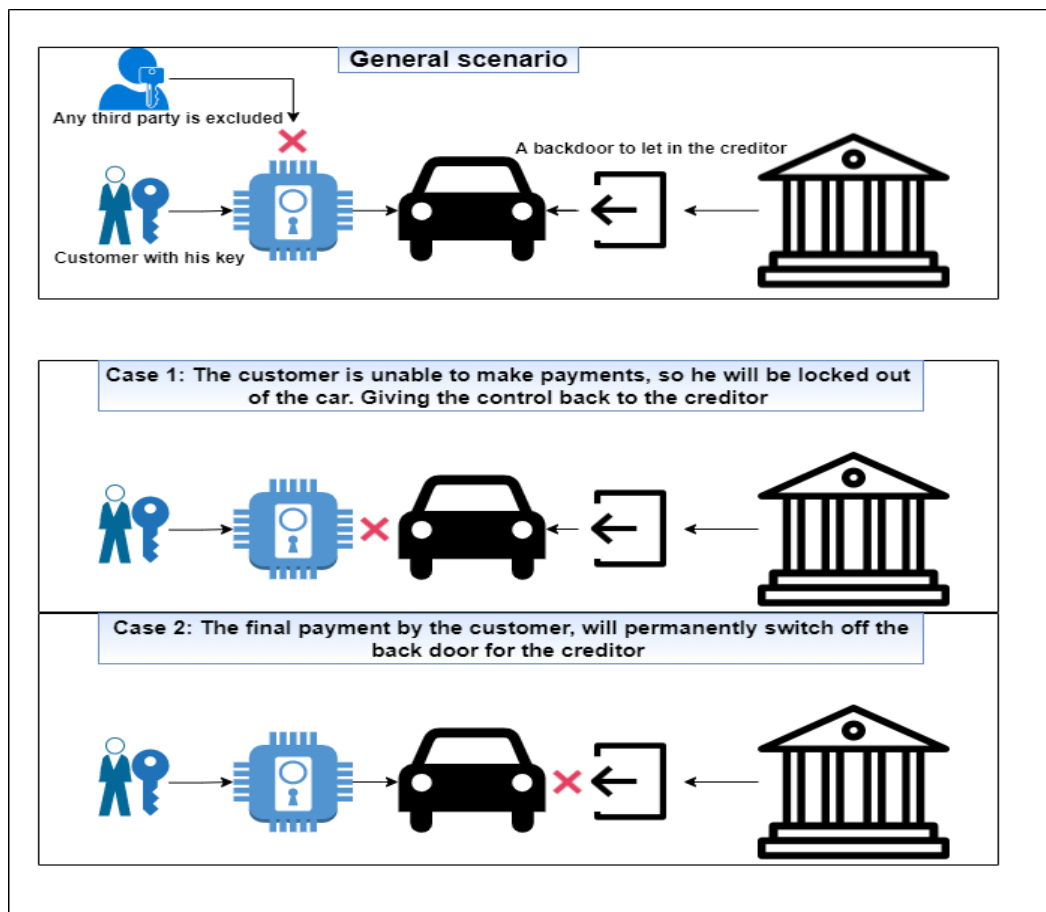 General scenario
Any third party is excluded
A backdoor to let in the creditor
Customer with his key
Case 1: The customer is unable to make payments, so he will be locked out
of the car. Giving the control back to the creditor
Case 2: The final payment by the customer, will permanently switch off the
back door for the creditor